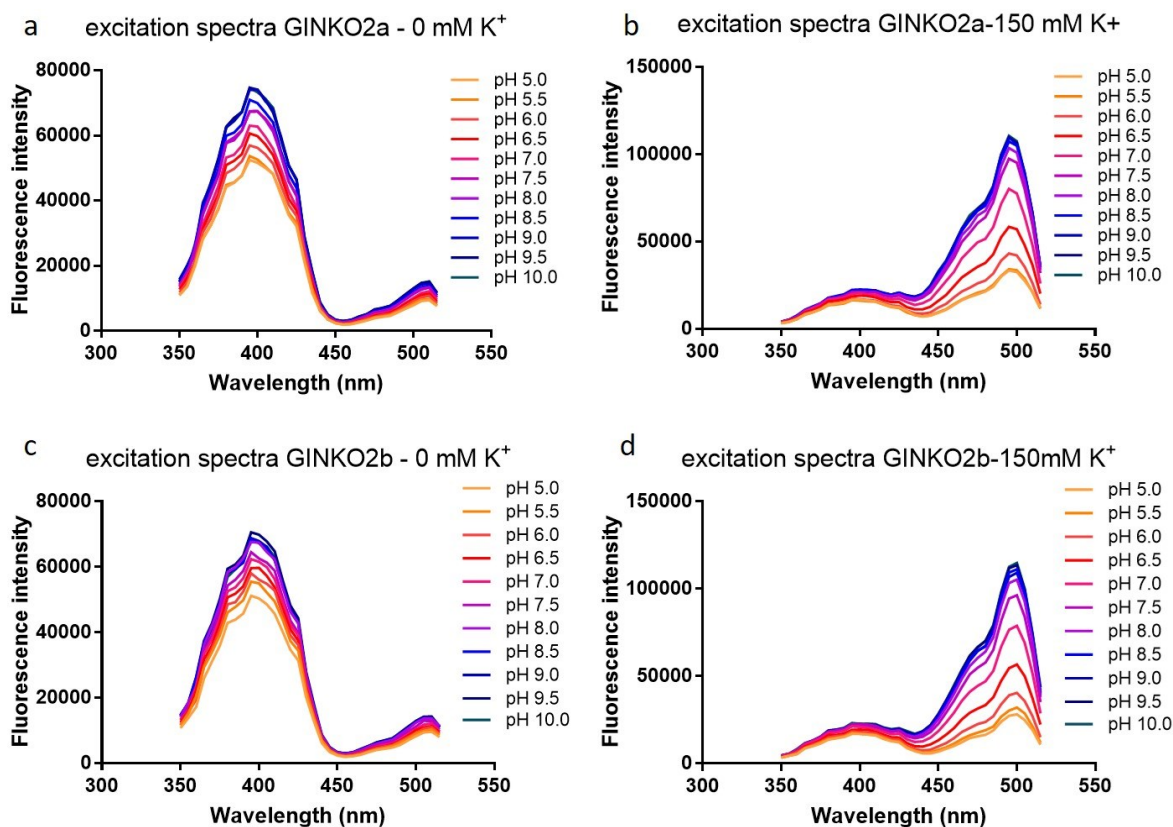 a
excitation spectra GINKO2a - 0 mM K⁺
Fluorescence intensity
80000
60000
40000
20000
0
300
350
400
450
500
550
Wavelength (nm)
pH 5.0
pH 5.5
pH 6.0
pH 6.5
pH 7.0
pH 7.5
pH 8.0
pH 8.5
pH 9.0
pH 9.5
pH 10.0
b
excitation spectra GINKO2a-150 mM K+
Fluorescence intensity
150000
100000
50000
0
300
350
400
450
500
550
Wavelength (nm)
pH 5.0
pH 5.5
pH 6.0
pH 6.5
pH 7.0
pH 7.5
pH 8.0
pH 8.5
pH 9.0
pH 9.5
pH 10.0
c
excitation spectra GINKO2b - 0 mM K⁺
Fluorescence intensity
80000
60000
40000
20000
0
300
350
400
450
500
550
Wavelength (nm)
pH 5.0
pH 5.5
pH 6.0
pH 6.5
pH 7.0
pH 7.5
pH 8.0
pH 8.5
pH 9.0
pH 9.5
pH 10.0
d
excitation spectra GINKO2b-150mM K⁺
Fluorescence intensity
150000
100000
50000
0
300
350
400
450
500
550
Wavelength (nm)
pH 5.0
pH 5.5
pH 6.0
pH 6.5
pH 7.0
pH 7.5
pH 8.0
pH 8.5
pH 9.0
pH 9.5
pH 10.0